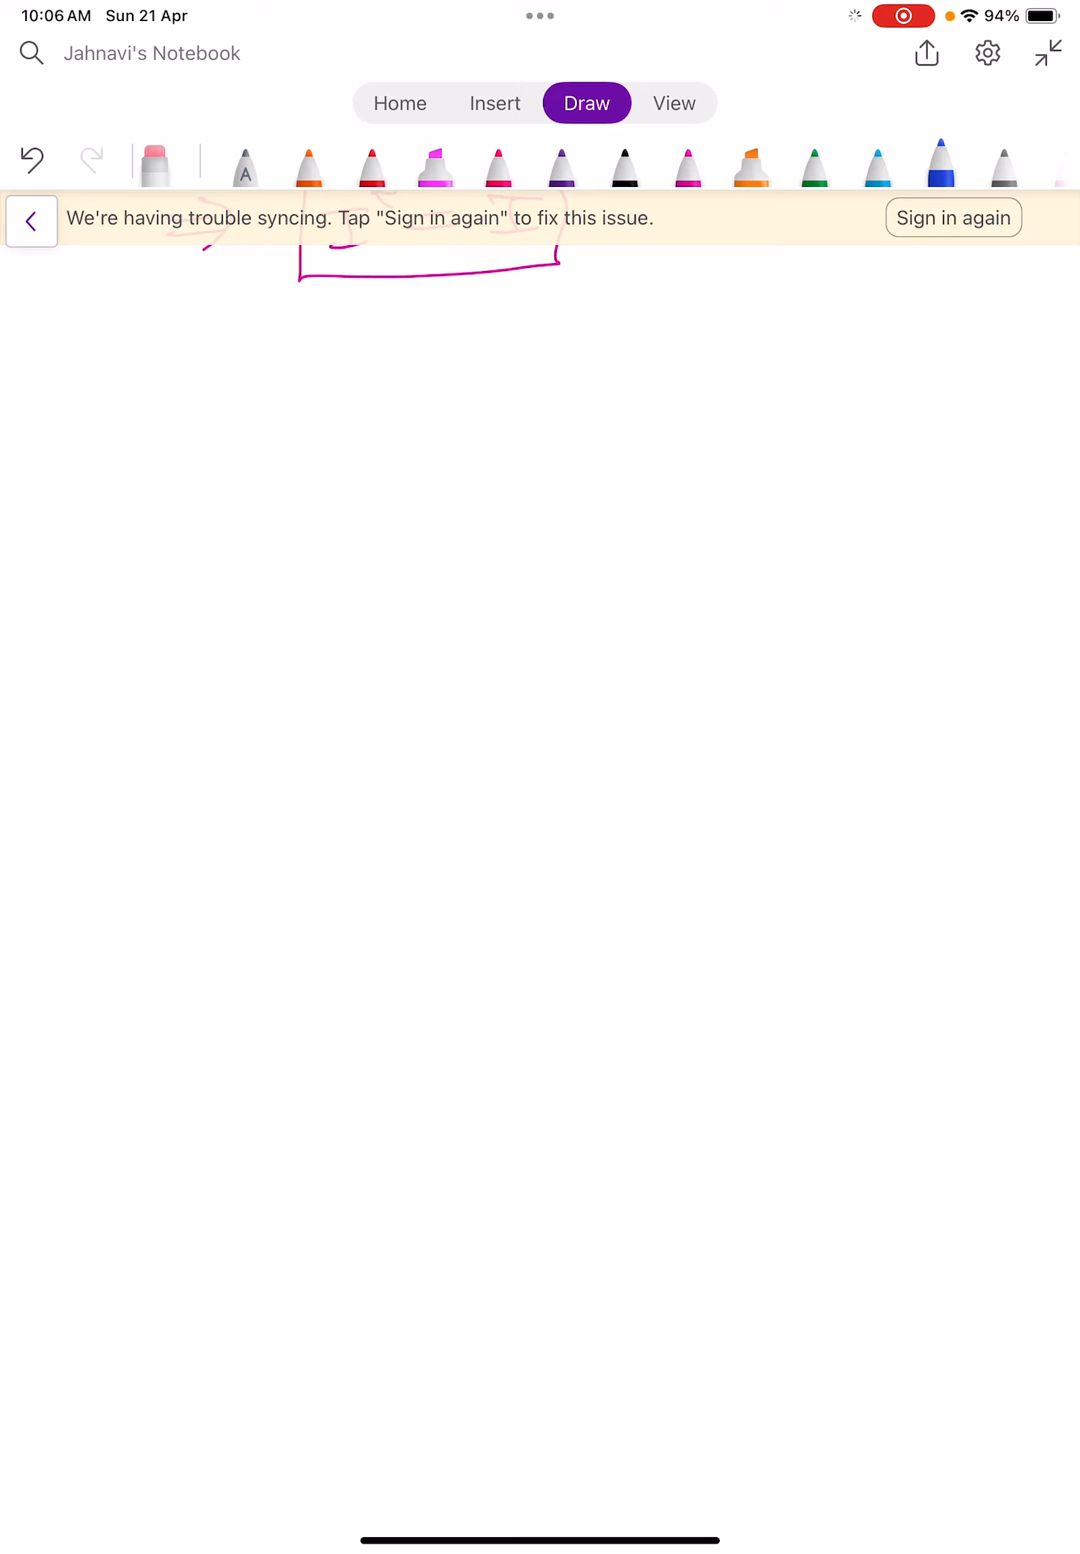 10:06 AM Sun 21 Apr 94%
Jahnavi's Notebook
Home Insert Draw View
A
We're having trouble syncing. Tap "Sign in again" to fix this issue. Sign in again